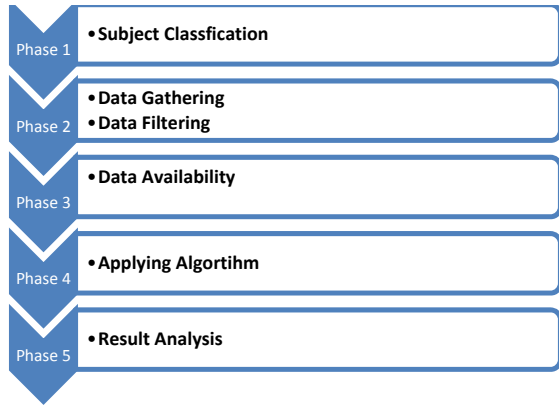 Phase 1
•Subject Classfication
Phase 2
•Data Gathering
•Data Filtering
Phase 3
•Data Availability
Phase 4
•Applying Algortihm
Phase 5
•Result Analysis